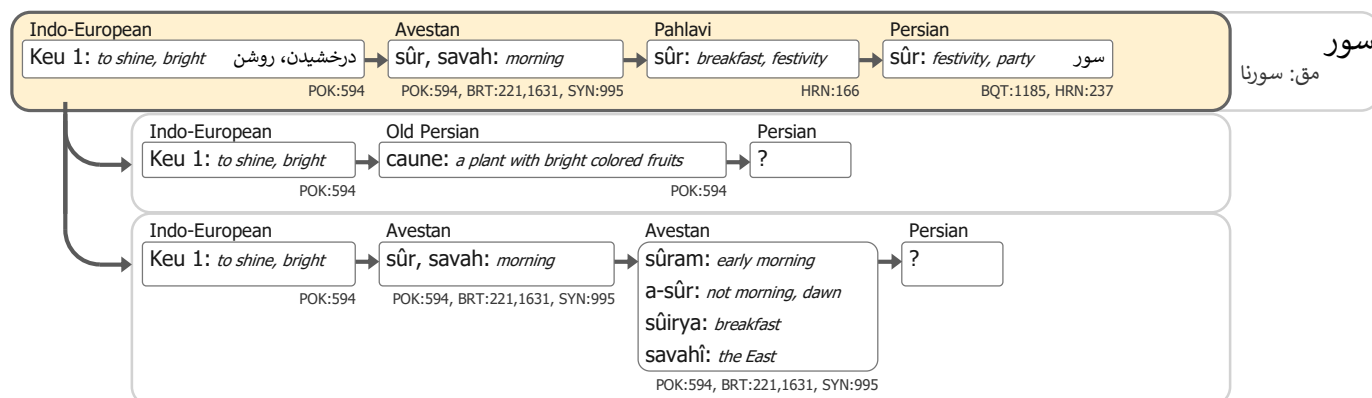 سور
مق: سورنا
Indo-European Avestan Pahlavi Persian
Keu 1: to shine, bright درخشیدن، روشن sûr, savah: morning sûr: breakfast, festivity sûr: festivity, party سور
POK:594 POK:594, BRT:221,1631, SYN:995 HRN:166 BQT:1185, HRN:237
Indo-European Old Persian Persian
Keu 1: to shine, bright caune: a plant with bright colored fruits ?
POK:594 POK:594
Indo-European Avestan Avestan Persian
Keu 1: to shine, bright sûr, savah: morning sûram: early morning ?
a-sûr: not morning, dawn
sûirya: breakfast
savahî: the East
POK:594 POK:594, BRT:221,1631, SYN:995
POK:594, BRT:221,1631, SYN:995